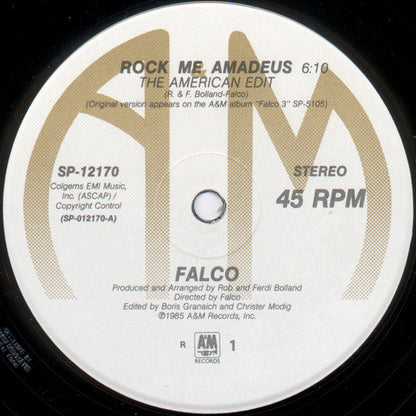 ROCK ME AMADEUS 6:10
THE AMERICAN EDIT
(R. & F. Bolland-Falco)
(Original version appears on the A&M album "Falco 3" SP-5105)
SP-12170
Colgems EMI Music,
Inc. (ASCAP) /
Copyright Control
(SP-012170-A)
STEREO
45 RPM
FALCO
Produced and Arranged by Rob and Ferdi Bolland
Directed by Falco
Edited by Boris Granaich and Christer Modig
℗1985 A&M Records, Inc.
R
A&M
RECORDS
1
A&M